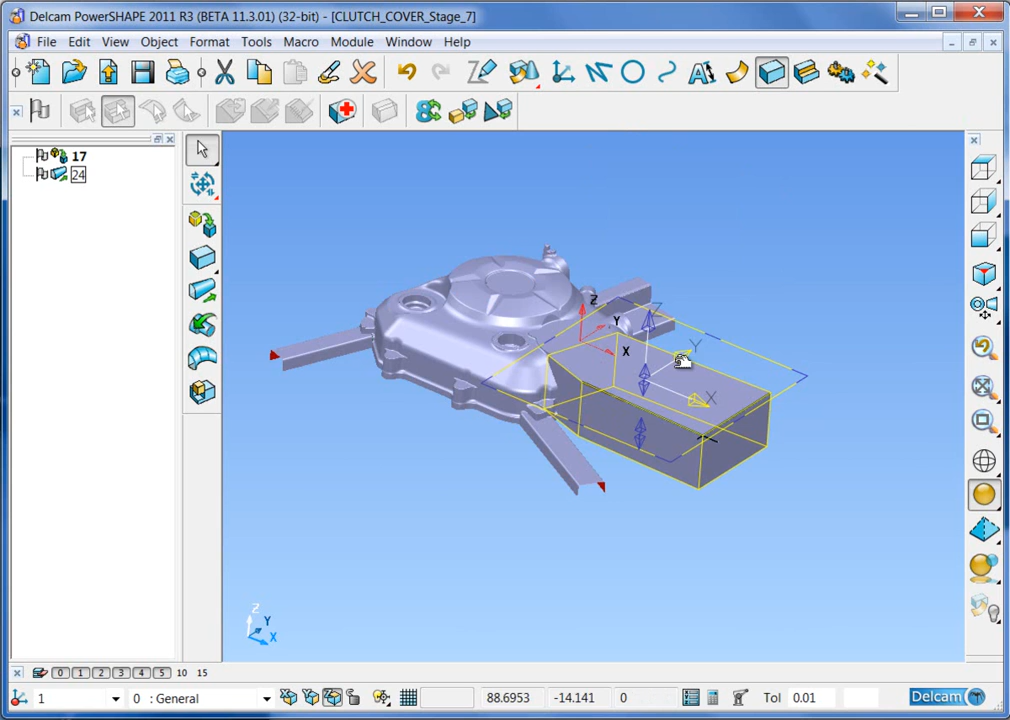 Delcam PowerSHAPE 2011 R3 (BETA 11.3.01) (32-bit) - [CLUTCH_COVER_Stage_7]
File Edit View Object Format Tools Macro Module Window Help
17
24
Z
Y
X
Y
X
Z
Y
X
0 1 2 3 4 5 10 15
1 0 : General 88.6953 -14.141 0 Tol 0.01 Delcam